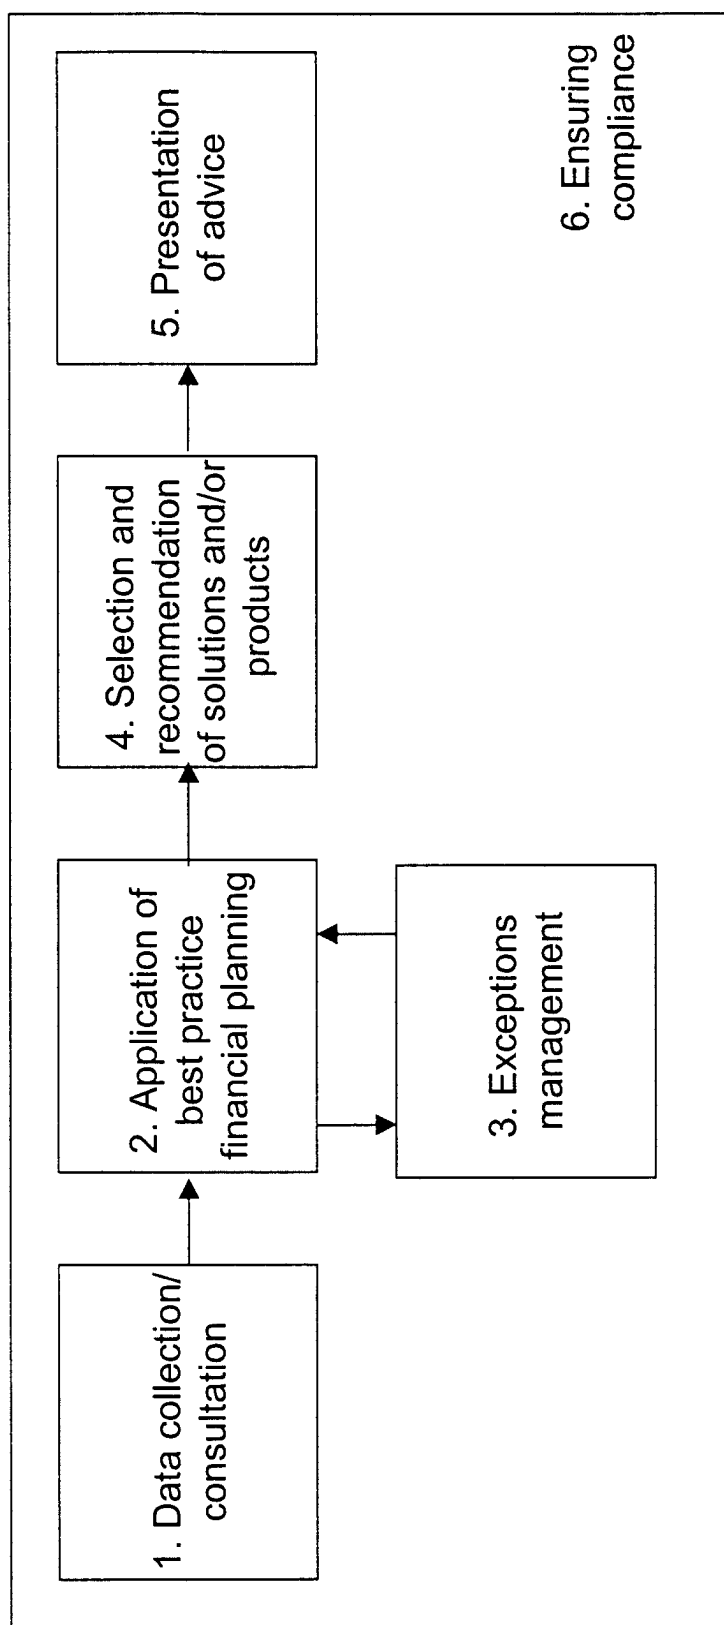 1. Data collection/
consultation
2. Application of
best practice
financial planning
3. Exceptions
management
4. Selection and
recommendation
of solutions and/or
products
5. Presentation
of advice
6. Ensuring
compliance